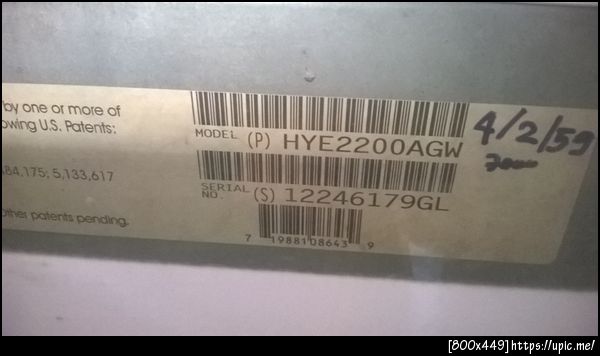 by one or more of
owing U.S. Patents:
84,175; 5,133,617
other patents pending.
MODEL (P) HYE2200AGW
SERIAL NO. (S) 12246179GL
7 19881 08643 9
4/2/59
[800x449]https://upic.me/